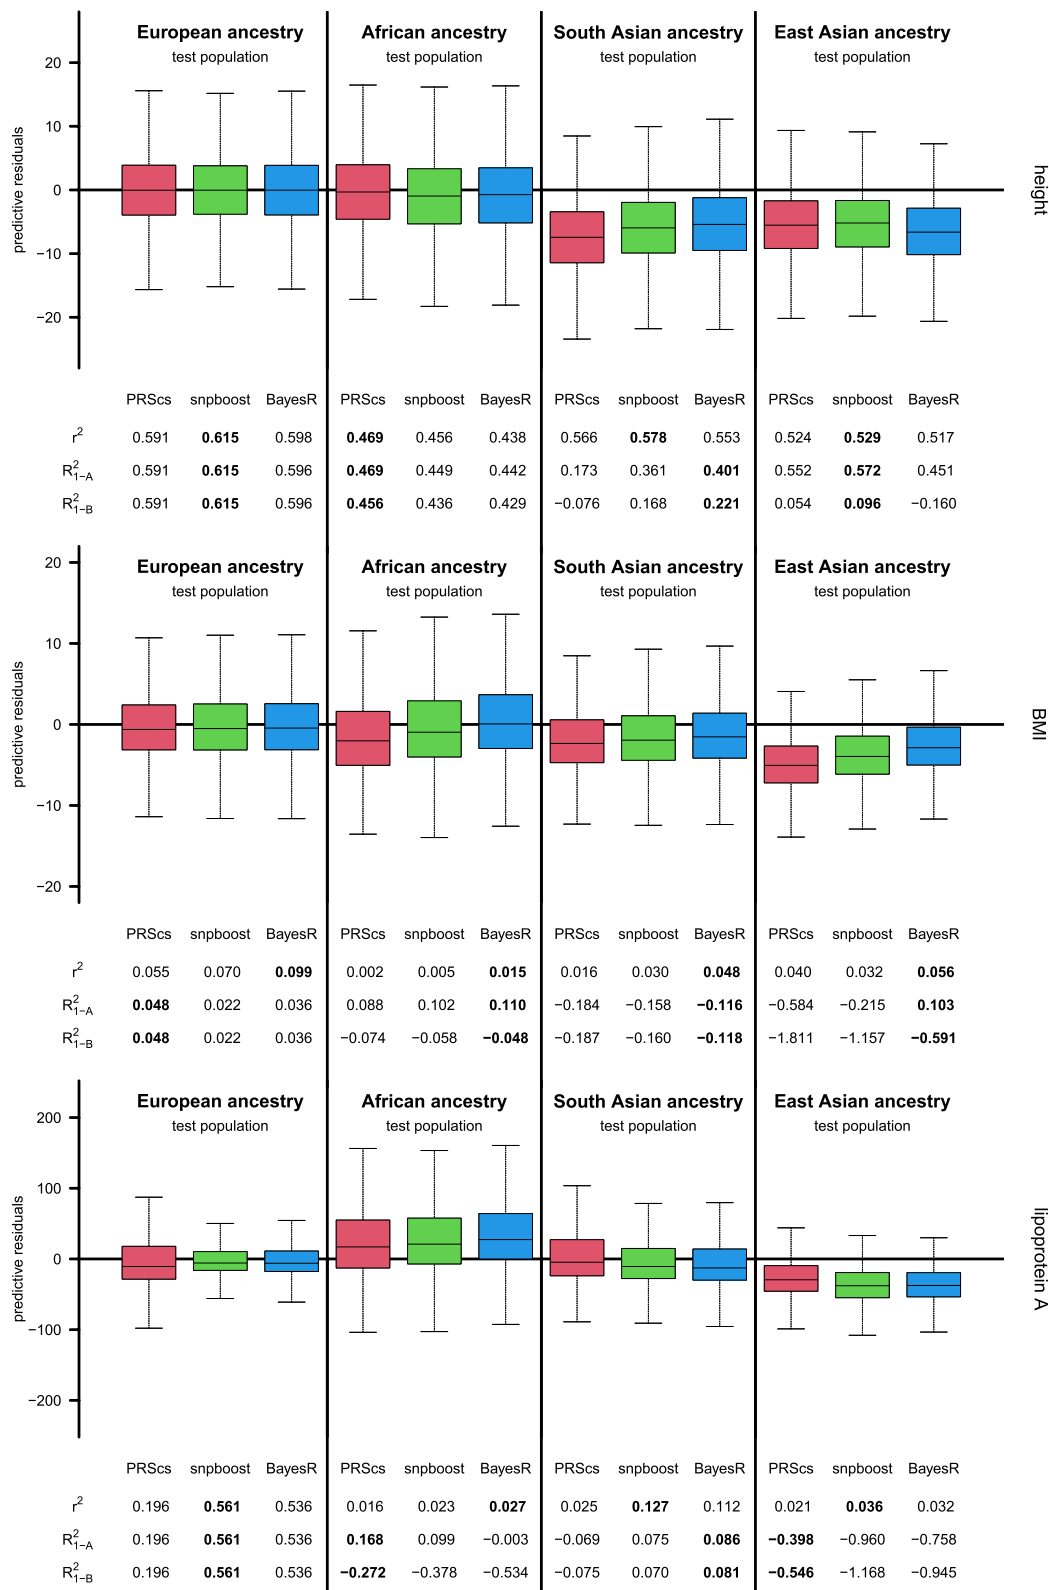 European ancestry African ancestry South Asian ancestry East Asian ancestry
test population test population test population test population
20
10
0
−10
−20
predictive residuals
height
PRScs snpboost BayesR PRScs snpboost BayesR PRScs snpboost BayesR PRScs snpboost BayesR
r² 0.591 0.615 0.598 0.469 0.456 0.438 0.566 0.578 0.553 0.524 0.529 0.517
R²1−A 0.591 0.615 0.596 0.469 0.449 0.442 0.173 0.361 0.401 0.552 0.572 0.451
R²1−B 0.591 0.615 0.596 0.456 0.436 0.429 −0.076 0.168 0.221 0.054 0.096 −0.160
European ancestry African ancestry South Asian ancestry East Asian ancestry
test population test population test population test population
20
10
0
−10
−20
predictive residuals
BMI
PRScs snpboost BayesR PRScs snpboost BayesR PRScs snpboost BayesR PRScs snpboost BayesR
r² 0.055 0.070 0.099 0.002 0.005 0.015 0.016 0.030 0.048 0.040 0.032 0.056
R²1−A 0.048 0.022 0.036 0.088 0.102 0.110 −0.184 −0.158 −0.116 −0.584 −0.215 0.103
R²1−B 0.048 0.022 0.036 −0.074 −0.058 −0.048 −0.187 −0.160 −0.118 −1.811 −1.157 −0.591
European ancestry African ancestry South Asian ancestry East Asian ancestry
test population test population test population test population
200
100
0
−100
−200
predictive residuals
lipoprotein A
PRScs snpboost BayesR PRScs snpboost BayesR PRScs snpboost BayesR PRScs snpboost BayesR
r² 0.196 0.561 0.536 0.016 0.023 0.027 0.025 0.127 0.112 0.021 0.036 0.032
R²1−A 0.196 0.561 0.536 0.168 0.099 −0.003 −0.069 0.075 0.086 −0.398 −0.960 −0.758
R²1−B 0.196 0.561 0.536 −0.272 −0.378 −0.534 −0.075 0.070 0.081 −0.546 −1.168 −0.945